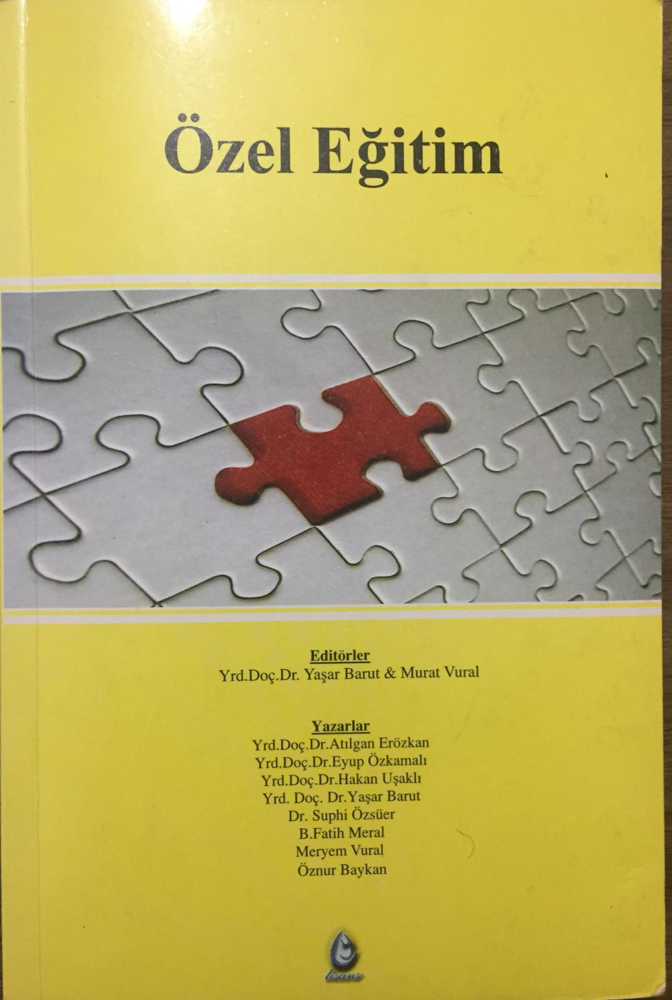 Özel Eğitim
Editörler
Yrd.Doç.Dr. Yaşar Barut & Murat Vural
Yazarlar
Yrd.Doç.Dr.Atılgan Erözkan
Yrd.Doç.Dr.Eyup Özkamalı
Yrd.Doç.Dr.Hakan Uşaklı
Yrd. Doç. Dr.Yaşar Barut
Dr. Suphi Özsüer
B.Fatih Meral
Meryem Vural
Öznur Baykan
lisans